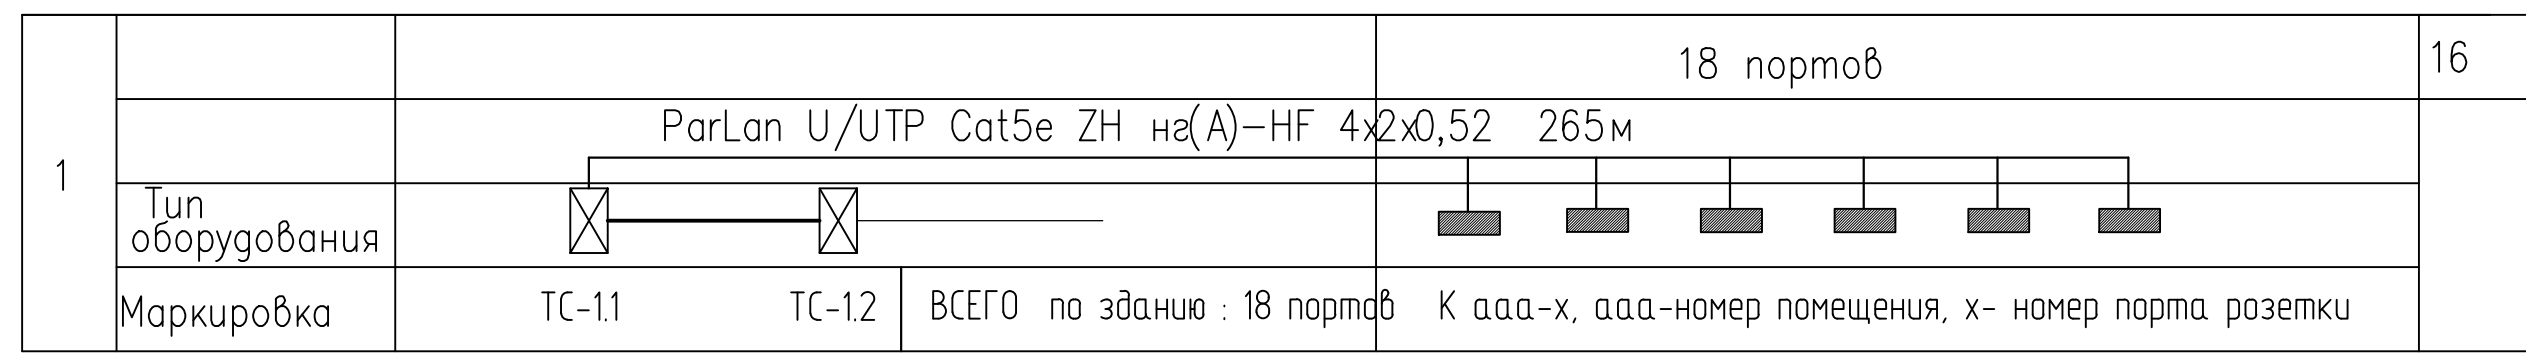 18 портов
16
ParLan U/UTP Cat5e ZH нг(А)-HF 4х2х0,52 265м
1
Тип
оборудования
Маркировка
ТС-1.1
ТС-1.2
ВСЕГО по зданию : 18 портов
К ааа-х, ааа-номер помещения, х- номер порта розетки